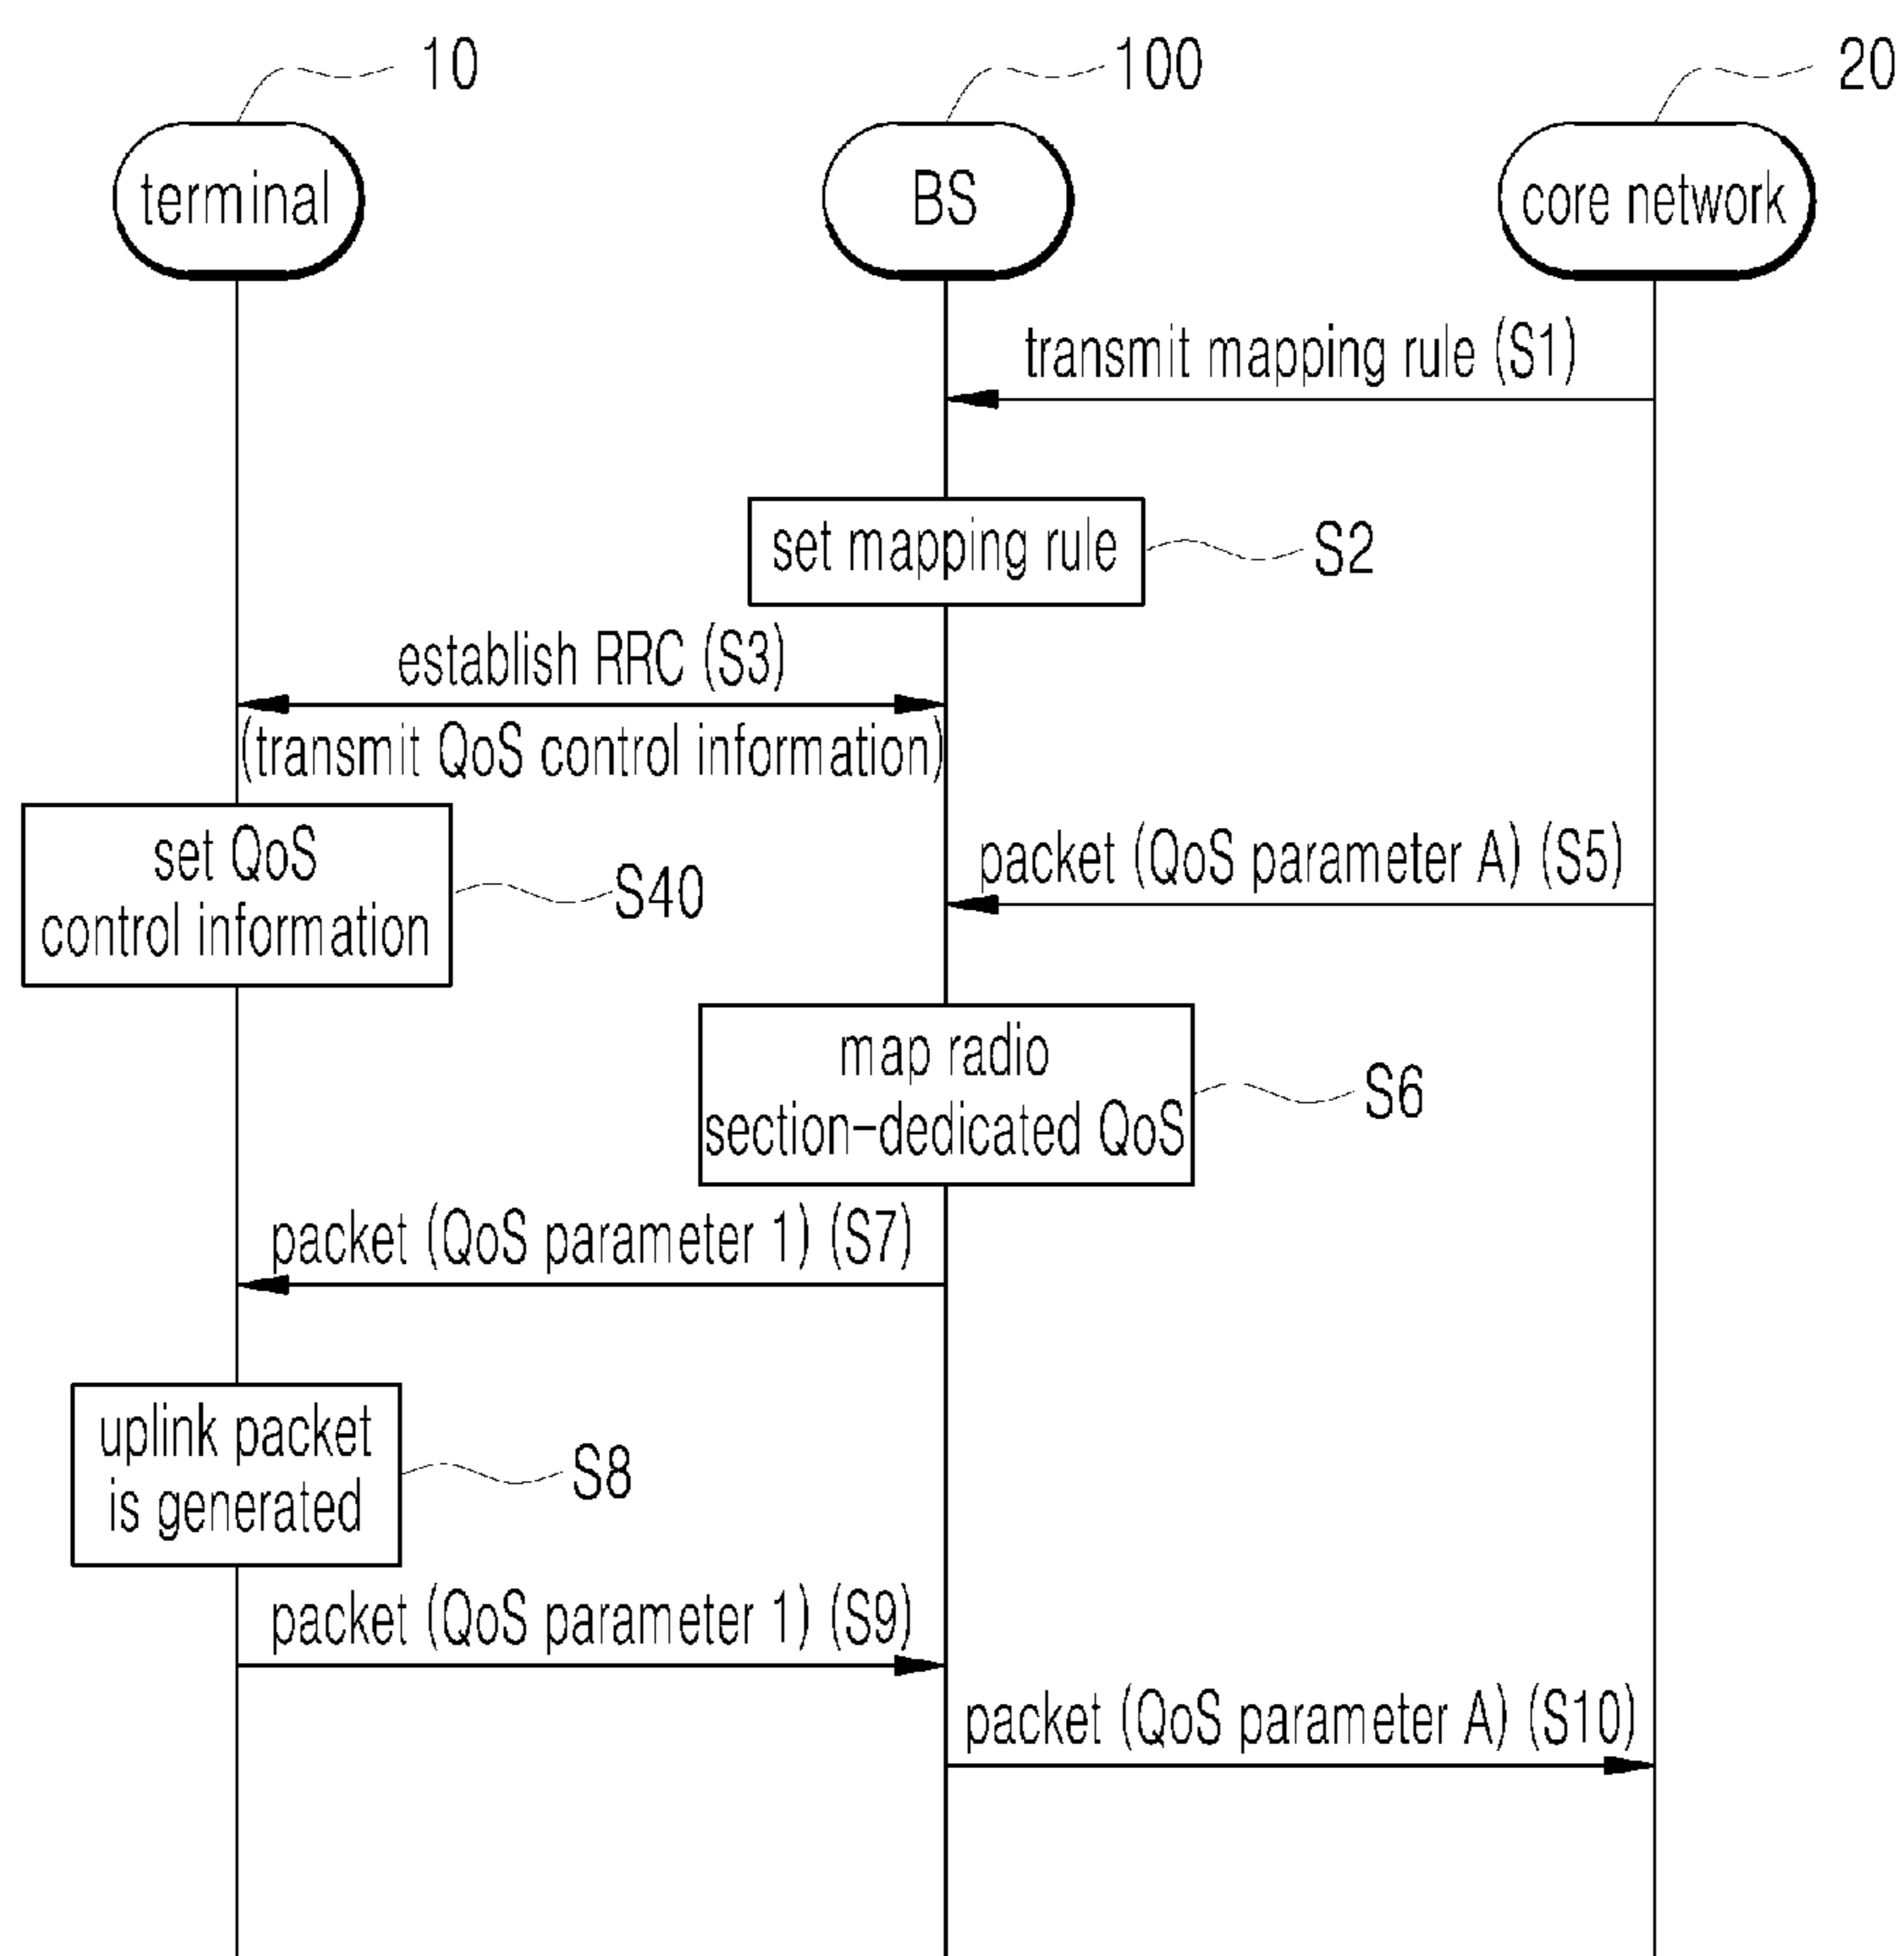 10
100
20
terminal
BS
core network
transmit mapping rule (S1)
set mapping rule
S2
establish RRC (S3)
(transmit QoS control information)
set QoS
control information
S40
packet (QoS parameter A) (S5)
map radio
section-dedicated QoS
S6
packet (QoS parameter 1) (S7)
uplink packet
is generated
S8
packet (QoS parameter 1) (S9)
packet (QoS parameter A) (S10)